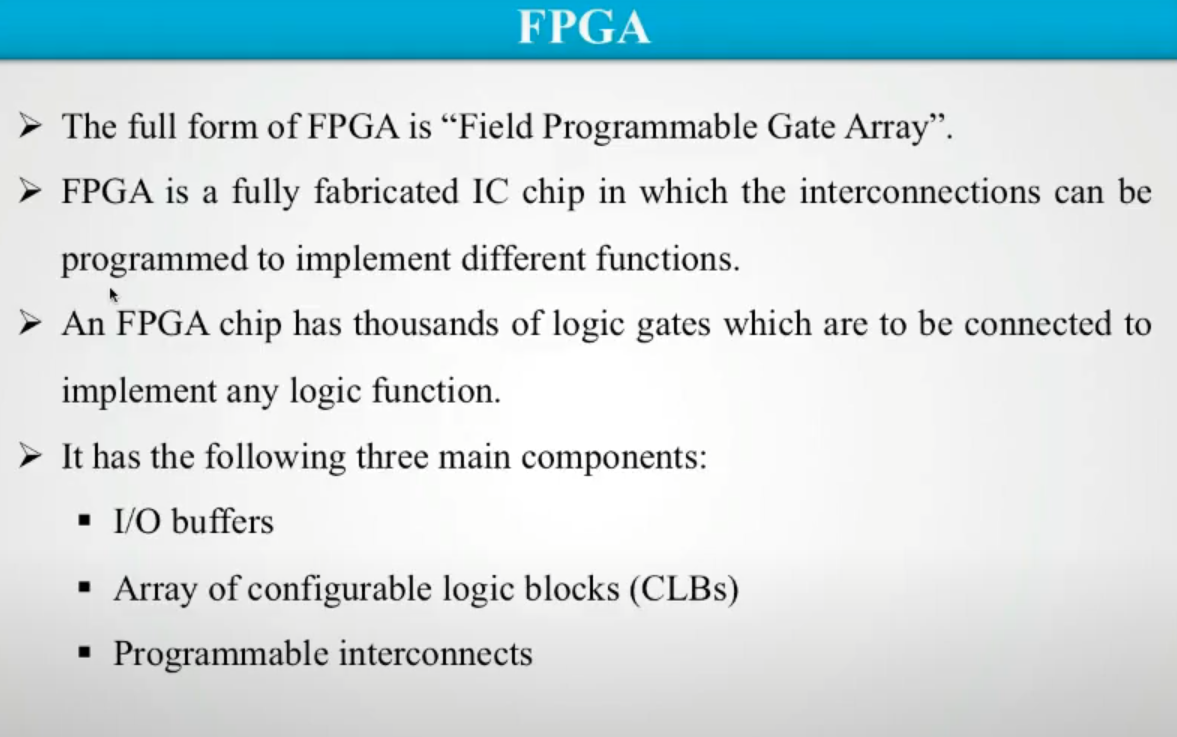 FPGA
➤ The full form of FPGA is “Field Programmable Gate Array”.
➤ FPGA is a fully fabricated IC chip in which the interconnections can be
programmed to implement different functions.
➤ An FPGA chip has thousands of logic gates which are to be connected to
implement any logic function.
➤ It has the following three main components:
▪ I/O buffers
▪ Array of configurable logic blocks (CLBs)
▪ Programmable interconnects